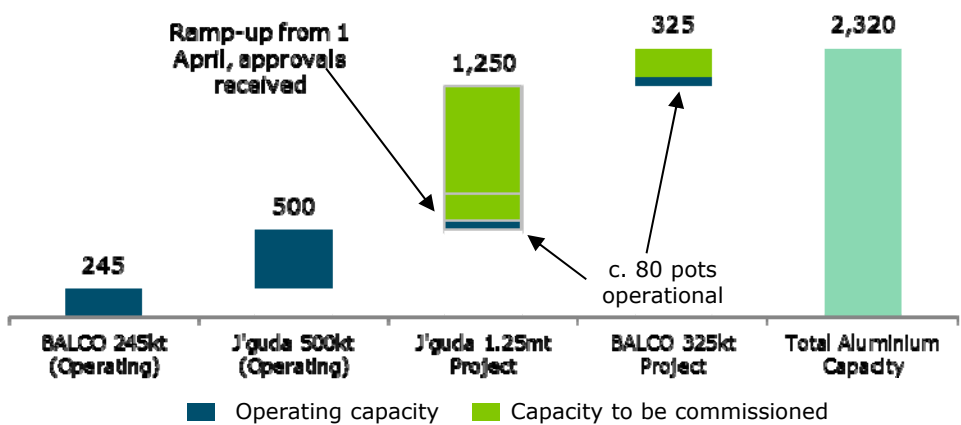 Ramp-up from 1
April, approvals
received
245
500
1,250
325
2,320
c. 80 pots
operational
BALCO 245kt
(Operating)
J'guda 500kt
(Operating)
J'guda 1.25mt
Project
BALCO 325kt
Project
Total Aluminium
Capacity
Operating capacity
Capacity to be commissioned